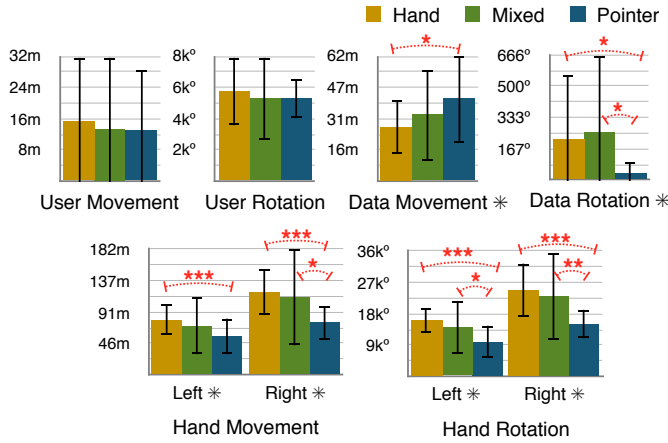 Hand Mixed Pointer
32m
24m
16m
8m
User Movement
8kº
6kº
4kº
2kº
User Rotation
62m
47m
31m
16m
*
Data Movement ✳
666º
500º
333º
167º
*
*
Data Rotation ✳
182m
137m
91m
46m
***
***
*
Left ✳ Right ✳
Hand Movement
36kº
27kº
18kº
9kº
***
*
***
**
Left ✳ Right ✳
Hand Rotation